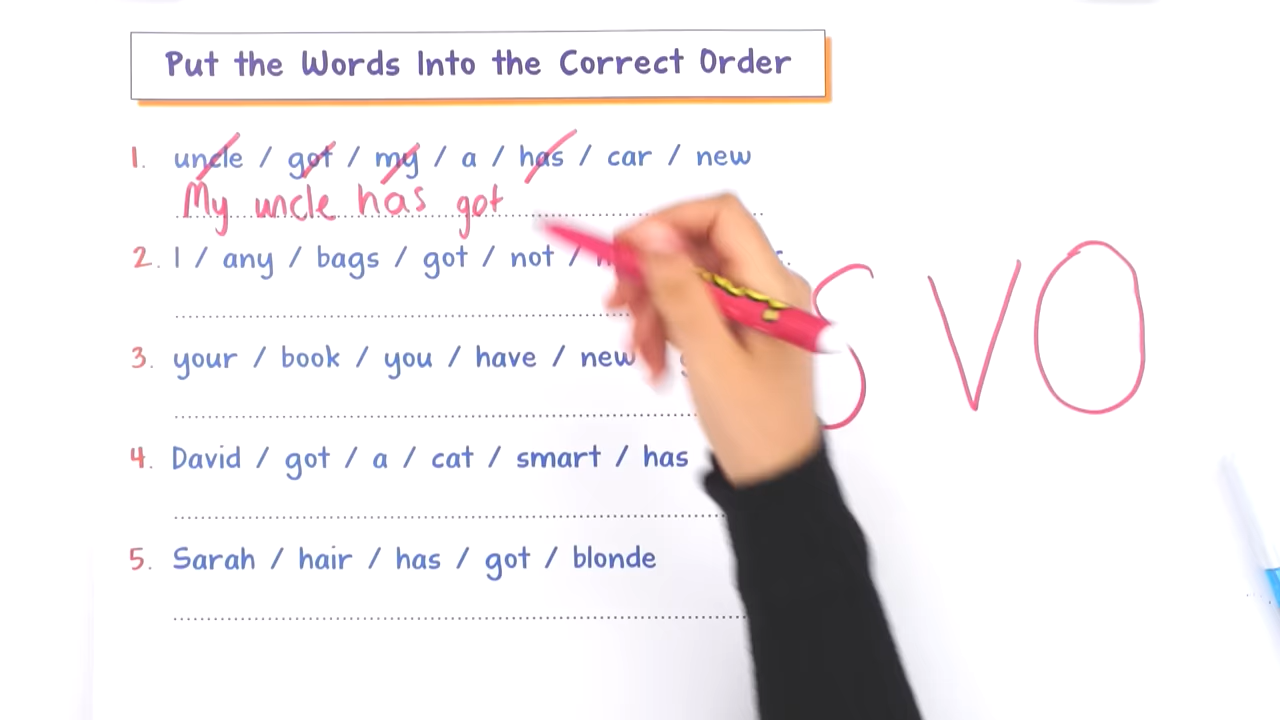 Put the Words Into the Correct Order
1. uncle / got / my / a / has / car / new
My uncle has got
2. I / any / bags / got / not /
3. your / book / you / have / new
4. David / got / a / cat / smart / has
5. Sarah / hair / has / got / blonde
S V O